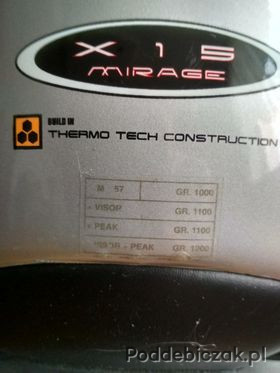 X 1 5
MIRAGE
BUILD IN
THERMO TECH CONSTRUCTION
M 57 GR. 1000
+ VISOR GR. 1100
+ PEAK GR. 1100
+ PEAK GR. 1200
Poddebiczak.pl